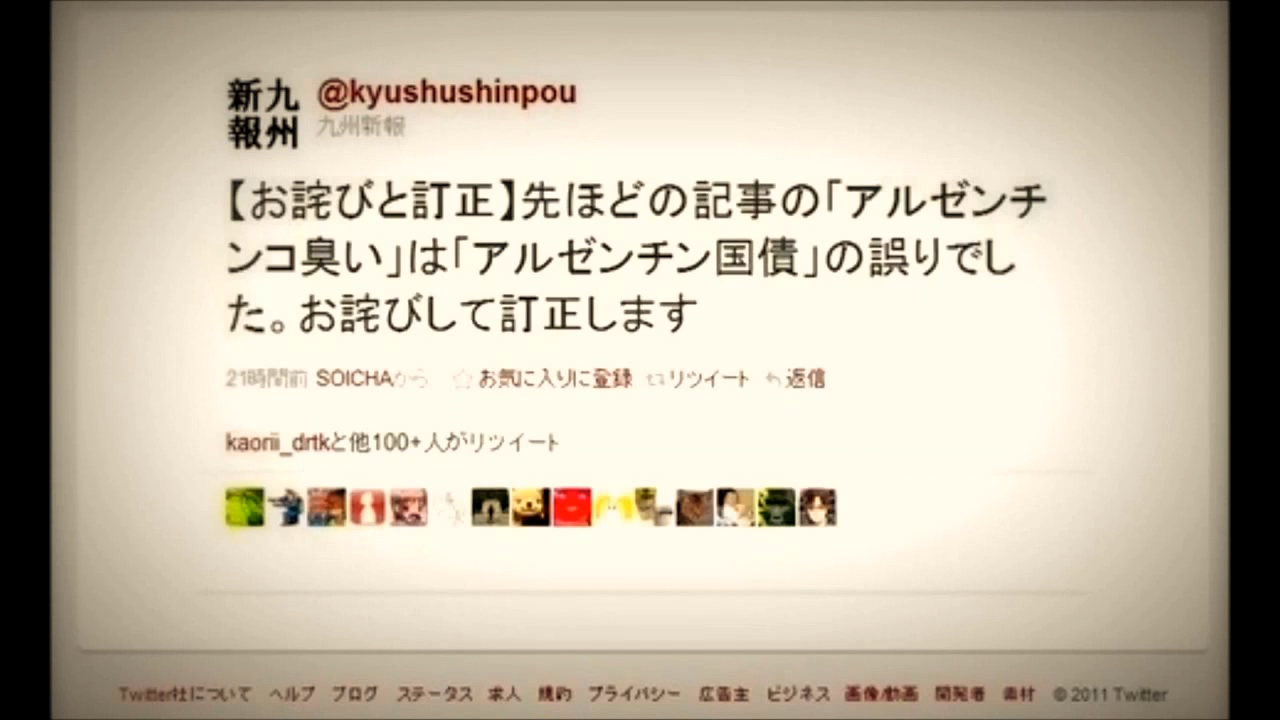 新九
報州
@kyushushinpou
九州新報
【お詫びと訂正】先ほどの記事の「アルゼンチ
ンコ臭い」は「アルゼンチン国債」の誤りでし
た。お詫びして訂正します
21時間前 SOICHAから お気に入りに登録 リツイート 返信
kaorii_drtkと他100+人がリツイート
Twitter社について ヘルプ ブログ ステータス 求人 規約 プライバシー 広告主 ビジネス 画像/動画 開発者 素材 © 2011 Twitter